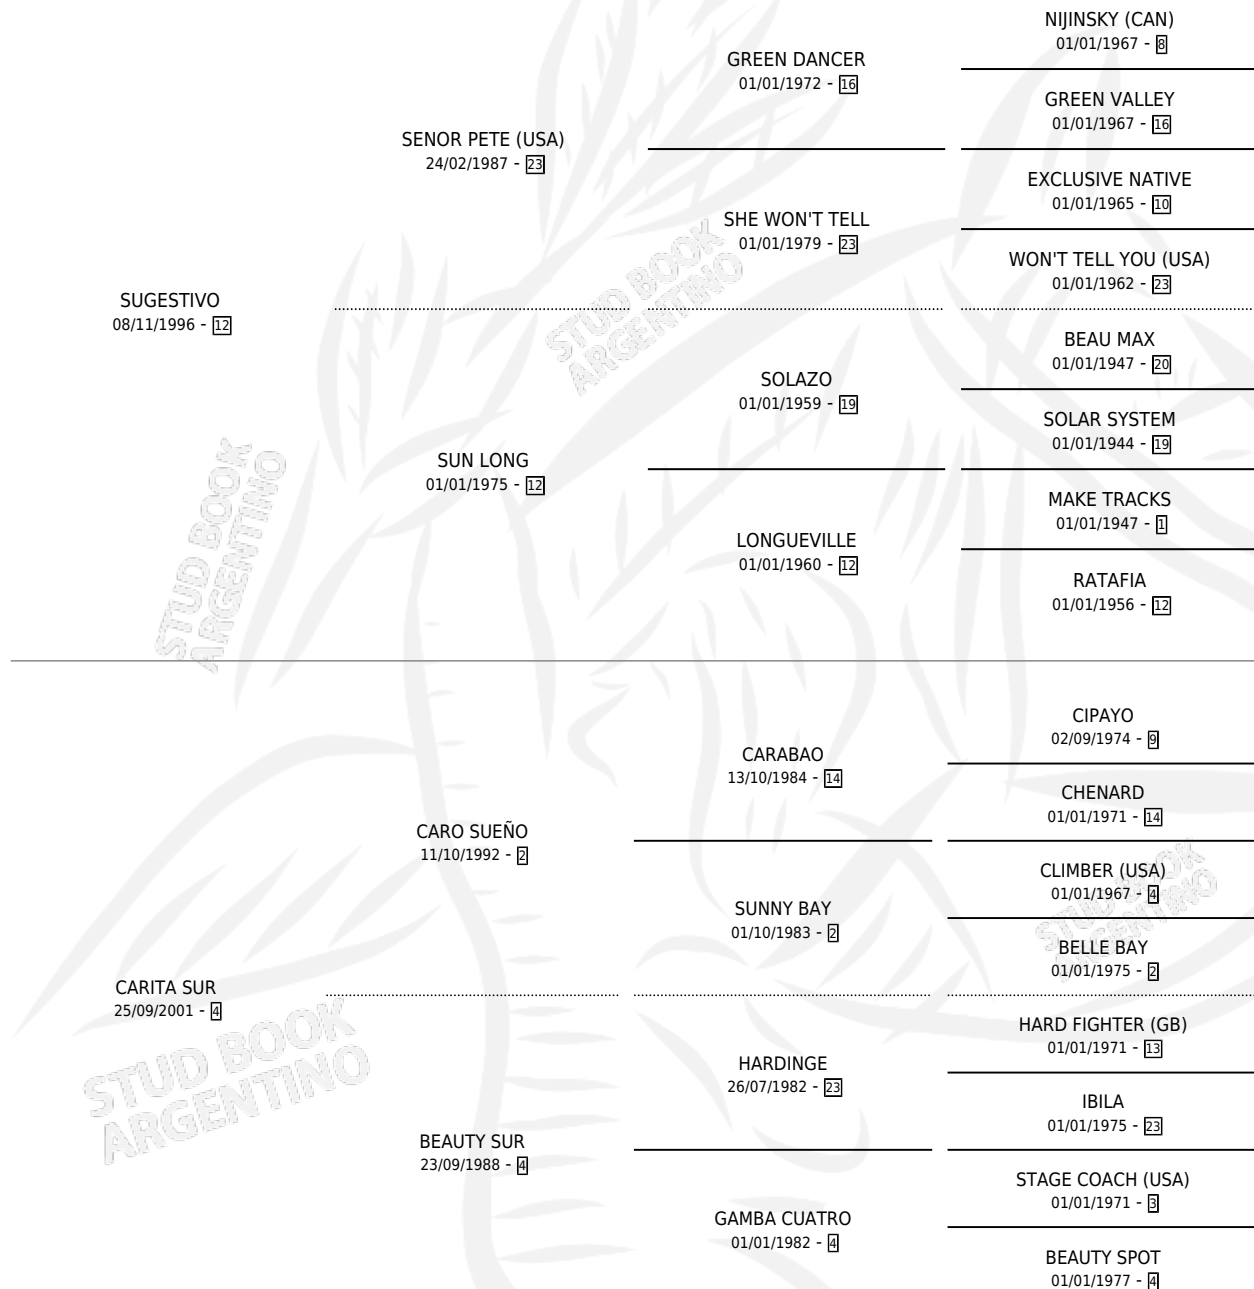 NIJINSKY (CAN)
01/01/1967 - 8
GREEN DANCER
01/01/1972 - 16
GREEN VALLEY
01/01/1967 - 16
SENOR PETE (USA)
24/02/1987 - 23
EXCLUSIVE NATIVE
01/01/1965 - 10
SHE WON'T TELL
01/01/1979 - 23
WON'T TELL YOU (USA)
01/01/1962 - 23
SUGESTIVO
08/11/1996 - 12
BEAU MAX
01/01/1947 - 20
SOLAZO
01/01/1959 - 19
SOLAR SYSTEM
01/01/1944 - 19
SUN LONG
01/01/1975 - 12
MAKE TRACKS
01/01/1947 - 1
LONGUEVILLE
01/01/1960 - 12
RATAFIA
01/01/1956 - 12
CIPAYO
02/09/1974 - 9
CARABAO
13/10/1984 - 14
CHENARD
01/01/1971 - 14
CARO SUEÑO
11/10/1992 - 2
CLIMBER (USA)
01/01/1967 - 4
SUNNY BAY
01/10/1983 - 2
BELLE BAY
01/01/1975 - 2
CARITA SUR
25/09/2001 - 4
HARD FIGHTER (GB)
01/01/1971 - 13
HARDINGE
26/07/1982 - 23
IBILA
01/01/1975 - 23
BEAUTY SUR
23/09/1988 - 4
STAGE COACH (USA)
01/01/1971 - 3
GAMBA CUATRO
01/01/1982 - 4
BEAUTY SPOT
01/01/1977 - 4
STUD BOOK
ARGENTINO
STUD BOOK
ARGENTINO
STUD BOOK
ARGENTINO
STUD BOOK
ARGENTINO